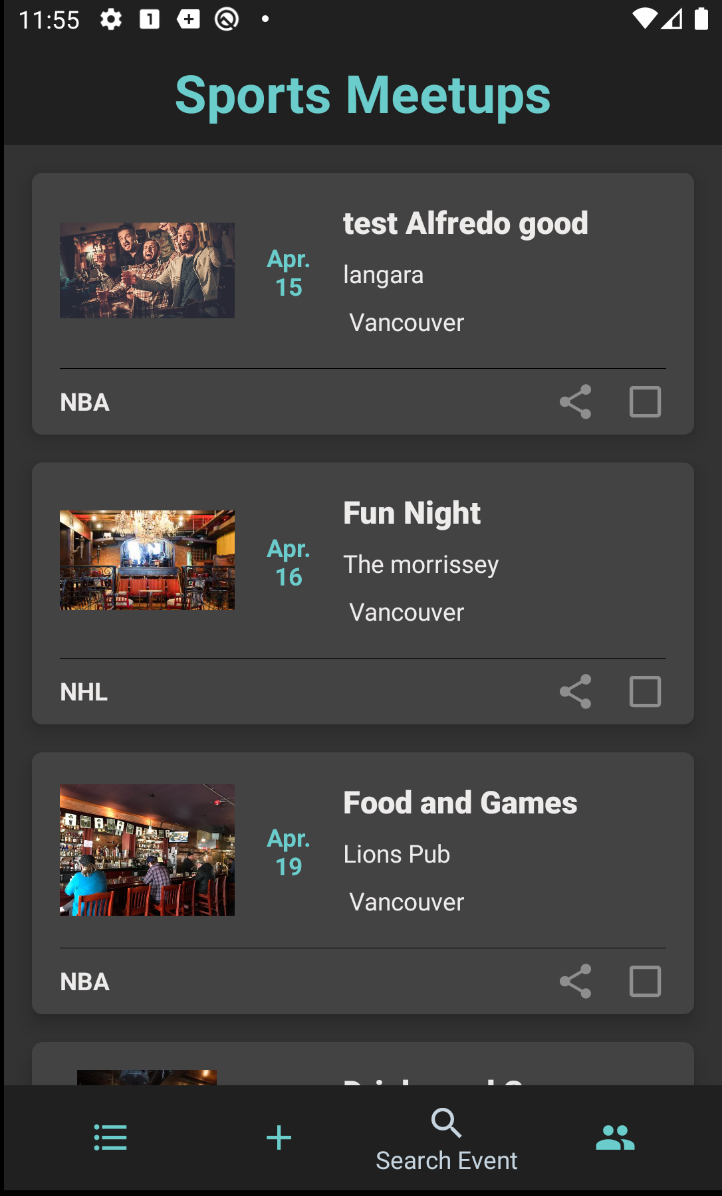 11:55
Sports Meetups
test Alfredo good
Apr.
15
langara
Vancouver
NBA
Fun Night
Apr.
16
The morrissey
Vancouver
NHL
Food and Games
Apr.
19
Lions Pub
Vancouver
NBA
Search Event